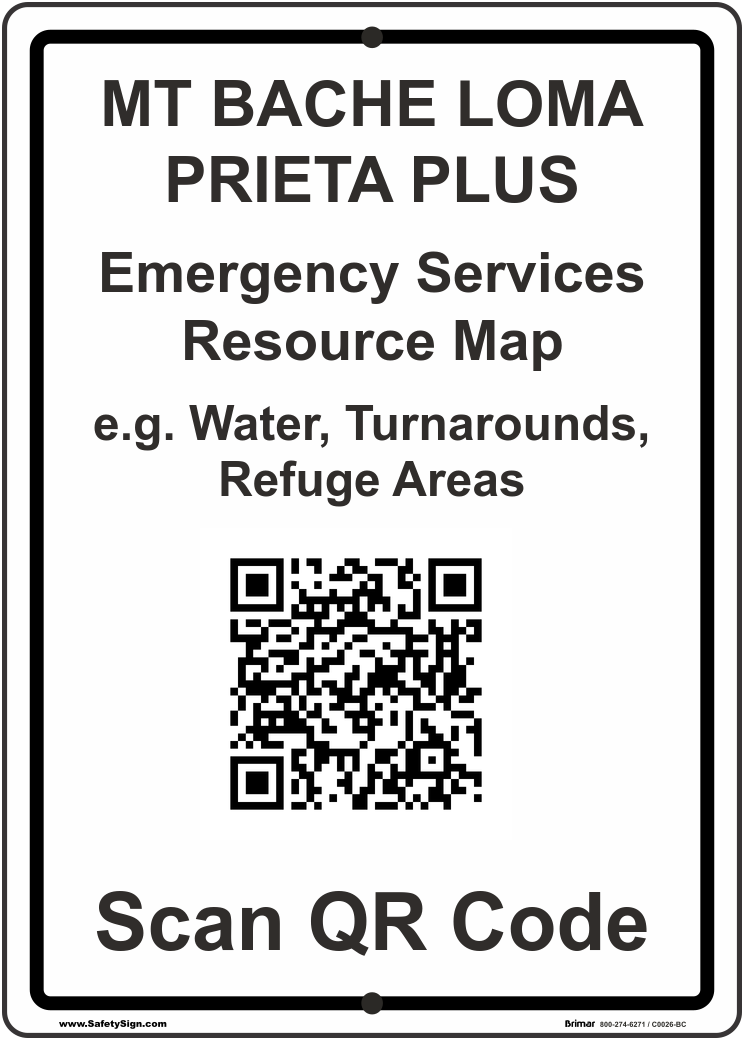 MT BACHE LOMA
PRIETA PLUS
Emergency Services
Resource Map
e.g. Water, Turnarounds,
Refuge Areas
Scan QR Code
www.SafetySign.com
Brimar 800-274-6271 / C0026-BC